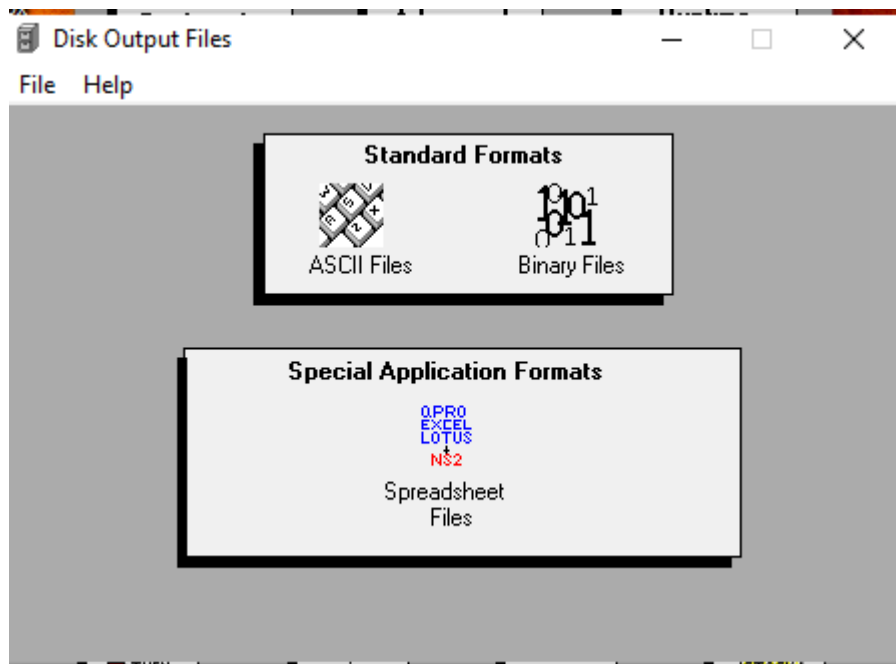 Disk Output Files
File Help
Standard Formats
ASCII Files Binary Files
Special Application Formats
Q.PRO
EXCEL
LOTUS
+
NS2
Spreadsheet
Files